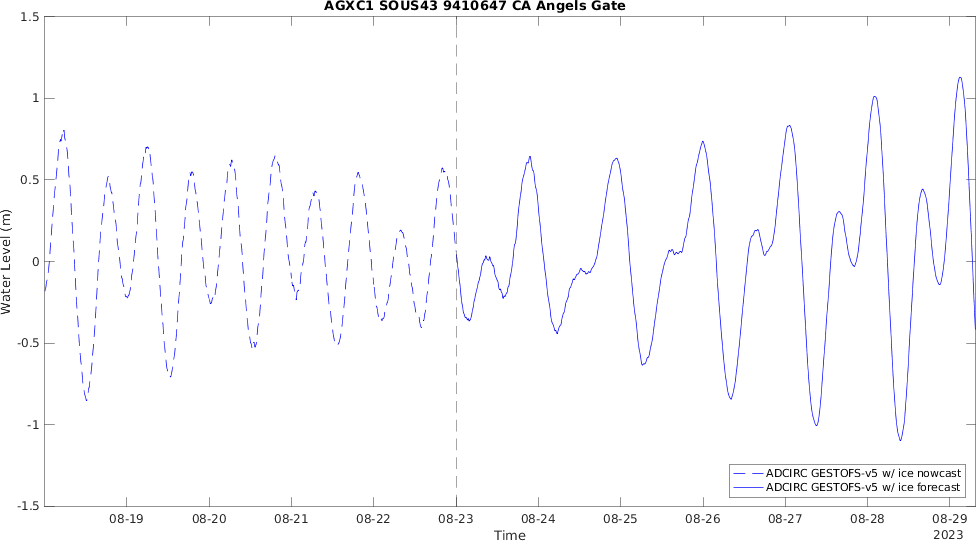 AGXC1 SOUS43 9410647 CA Angels Gate
1.5
1
0.5
0
-0.5
-1
-1.5
Water Level (m)
ADCIRC GESTOFS-v5 w/ ice nowcast
ADCIRC GESTOFS-v5 w/ ice forecast
08-19 08-20 08-21 08-22 08-23 08-24 08-25 08-26 08-27 08-28 08-29
Time
2023